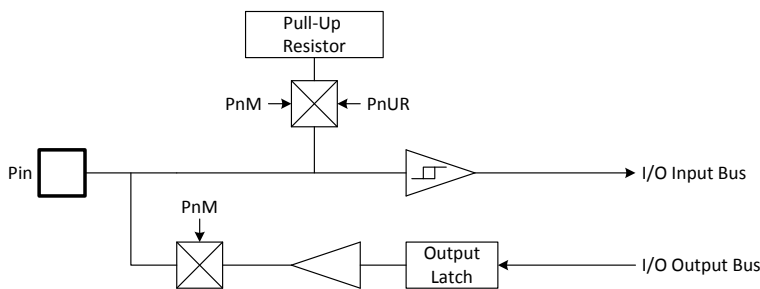 Pull-Up
Resistor
PnM
PnUR
Pin
I/O Input Bus
PnM
Output
Latch
I/O Output Bus